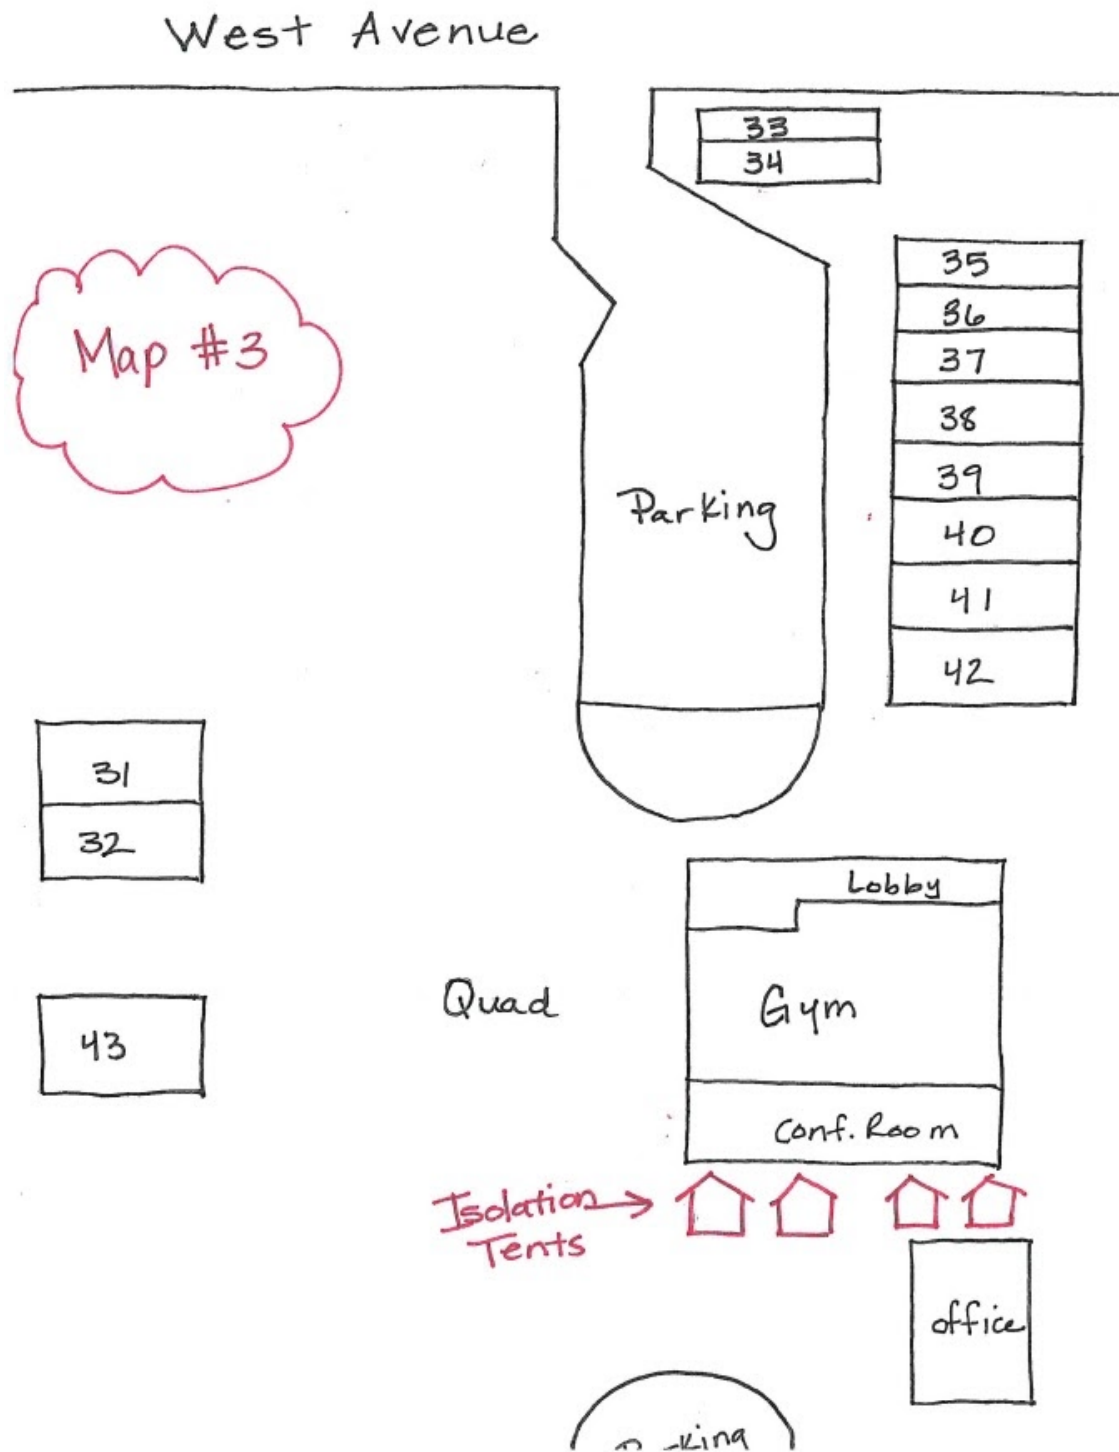 West Avenue
33
34
Map #3
35
36
37
38
39
40
41
42
Parking
31
32
Lobby
Quad
Gym
43
Conf. Room
Isolation
Tents
office
Parking